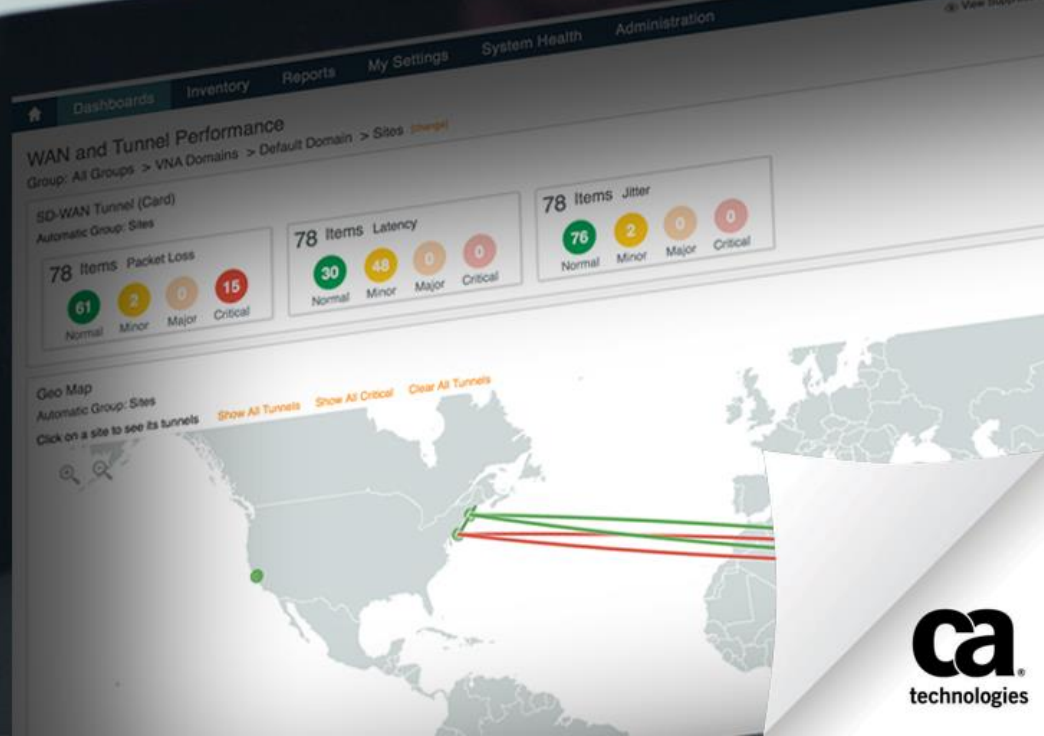 View
Dashboards Inventory Reports My Settings System Health Administration
WAN and Tunnel Performance
Group: All Groups > VNA Domains > Default Domain > Sites [change]
SD-WAN Tunnel (Card)
Automatic Group: Sites
78 Items Packet Loss
61 2 0 15
Normal Minor Major Critical
78 Items Latency
30 48 0 0
Normal Minor Major Critical
78 Items Jitter
76 2 0 0
Normal Minor Major Critical
Geo Map
Automatic Group: Sites
Click on a site to see its tunnels Show All Tunnels Show All Critical Clear All Tunnels
ca®
technologies